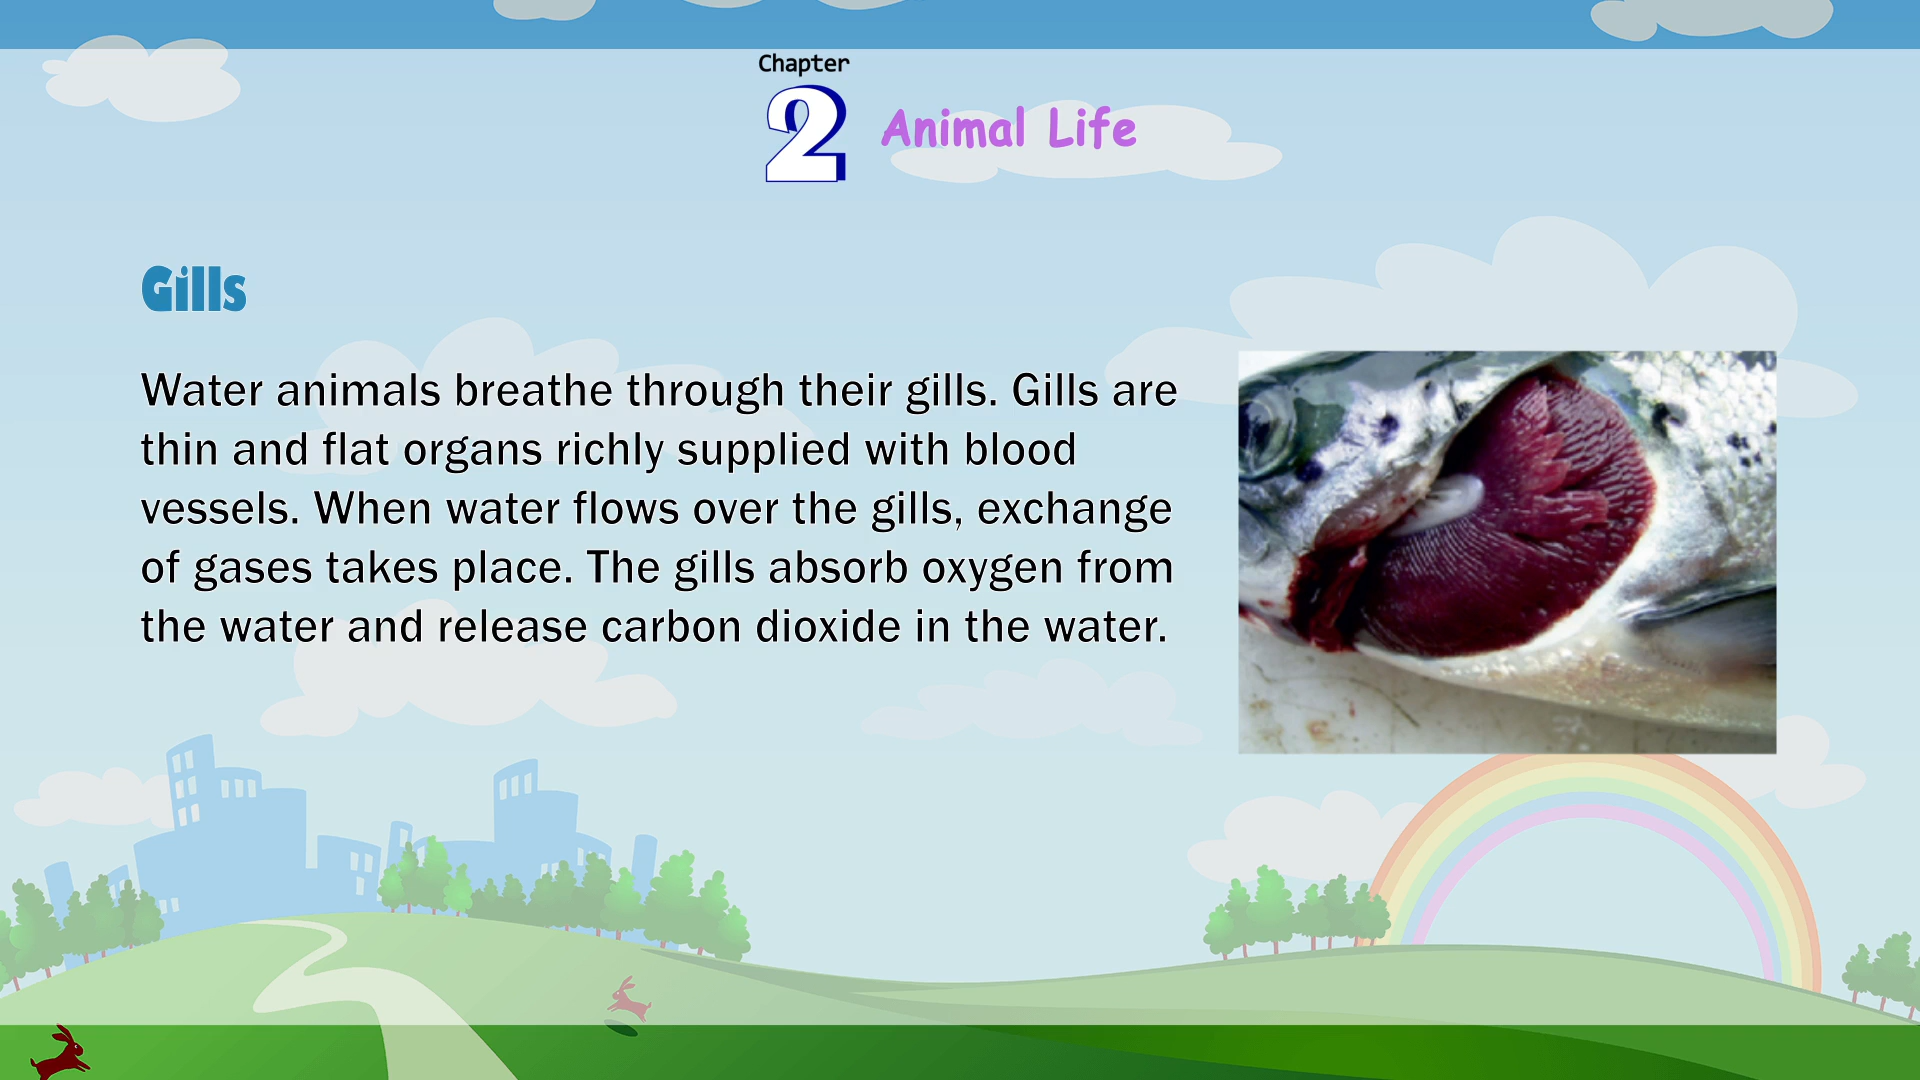 Chapter
2 Animal Life
Gills
Water animals breathe through their gills. Gills are
thin and flat organs richly supplied with blood
vessels. When water flows over the gills, exchange
of gases takes place. The gills absorb oxygen from
the water and release carbon dioxide in the water.